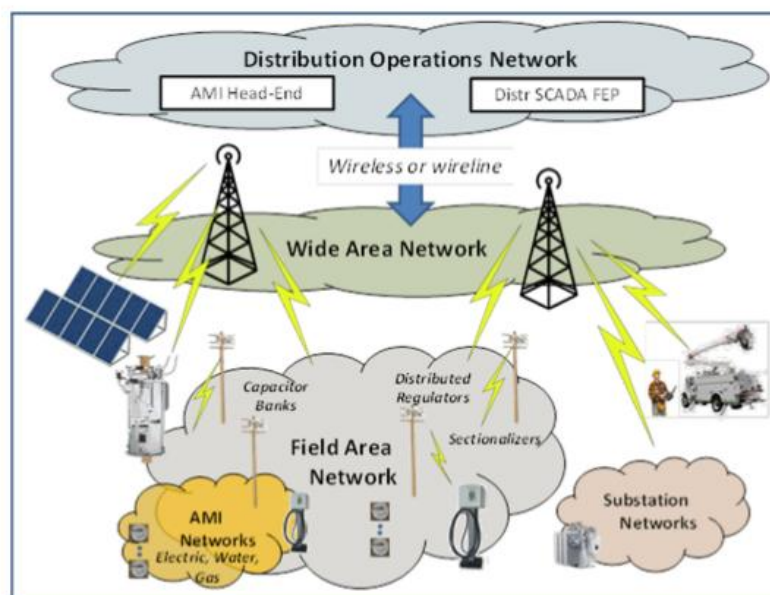 Distribution Operations Network
AMI Head-End
Distr SCADA FEP
Wireless or wireline
Wide Area Network
Capacitor
Banks
Distributed
Regulators
Sectionalizers
Field Area
Network
AMI
Networks
Electric, Water,
Gas
Substation
Networks